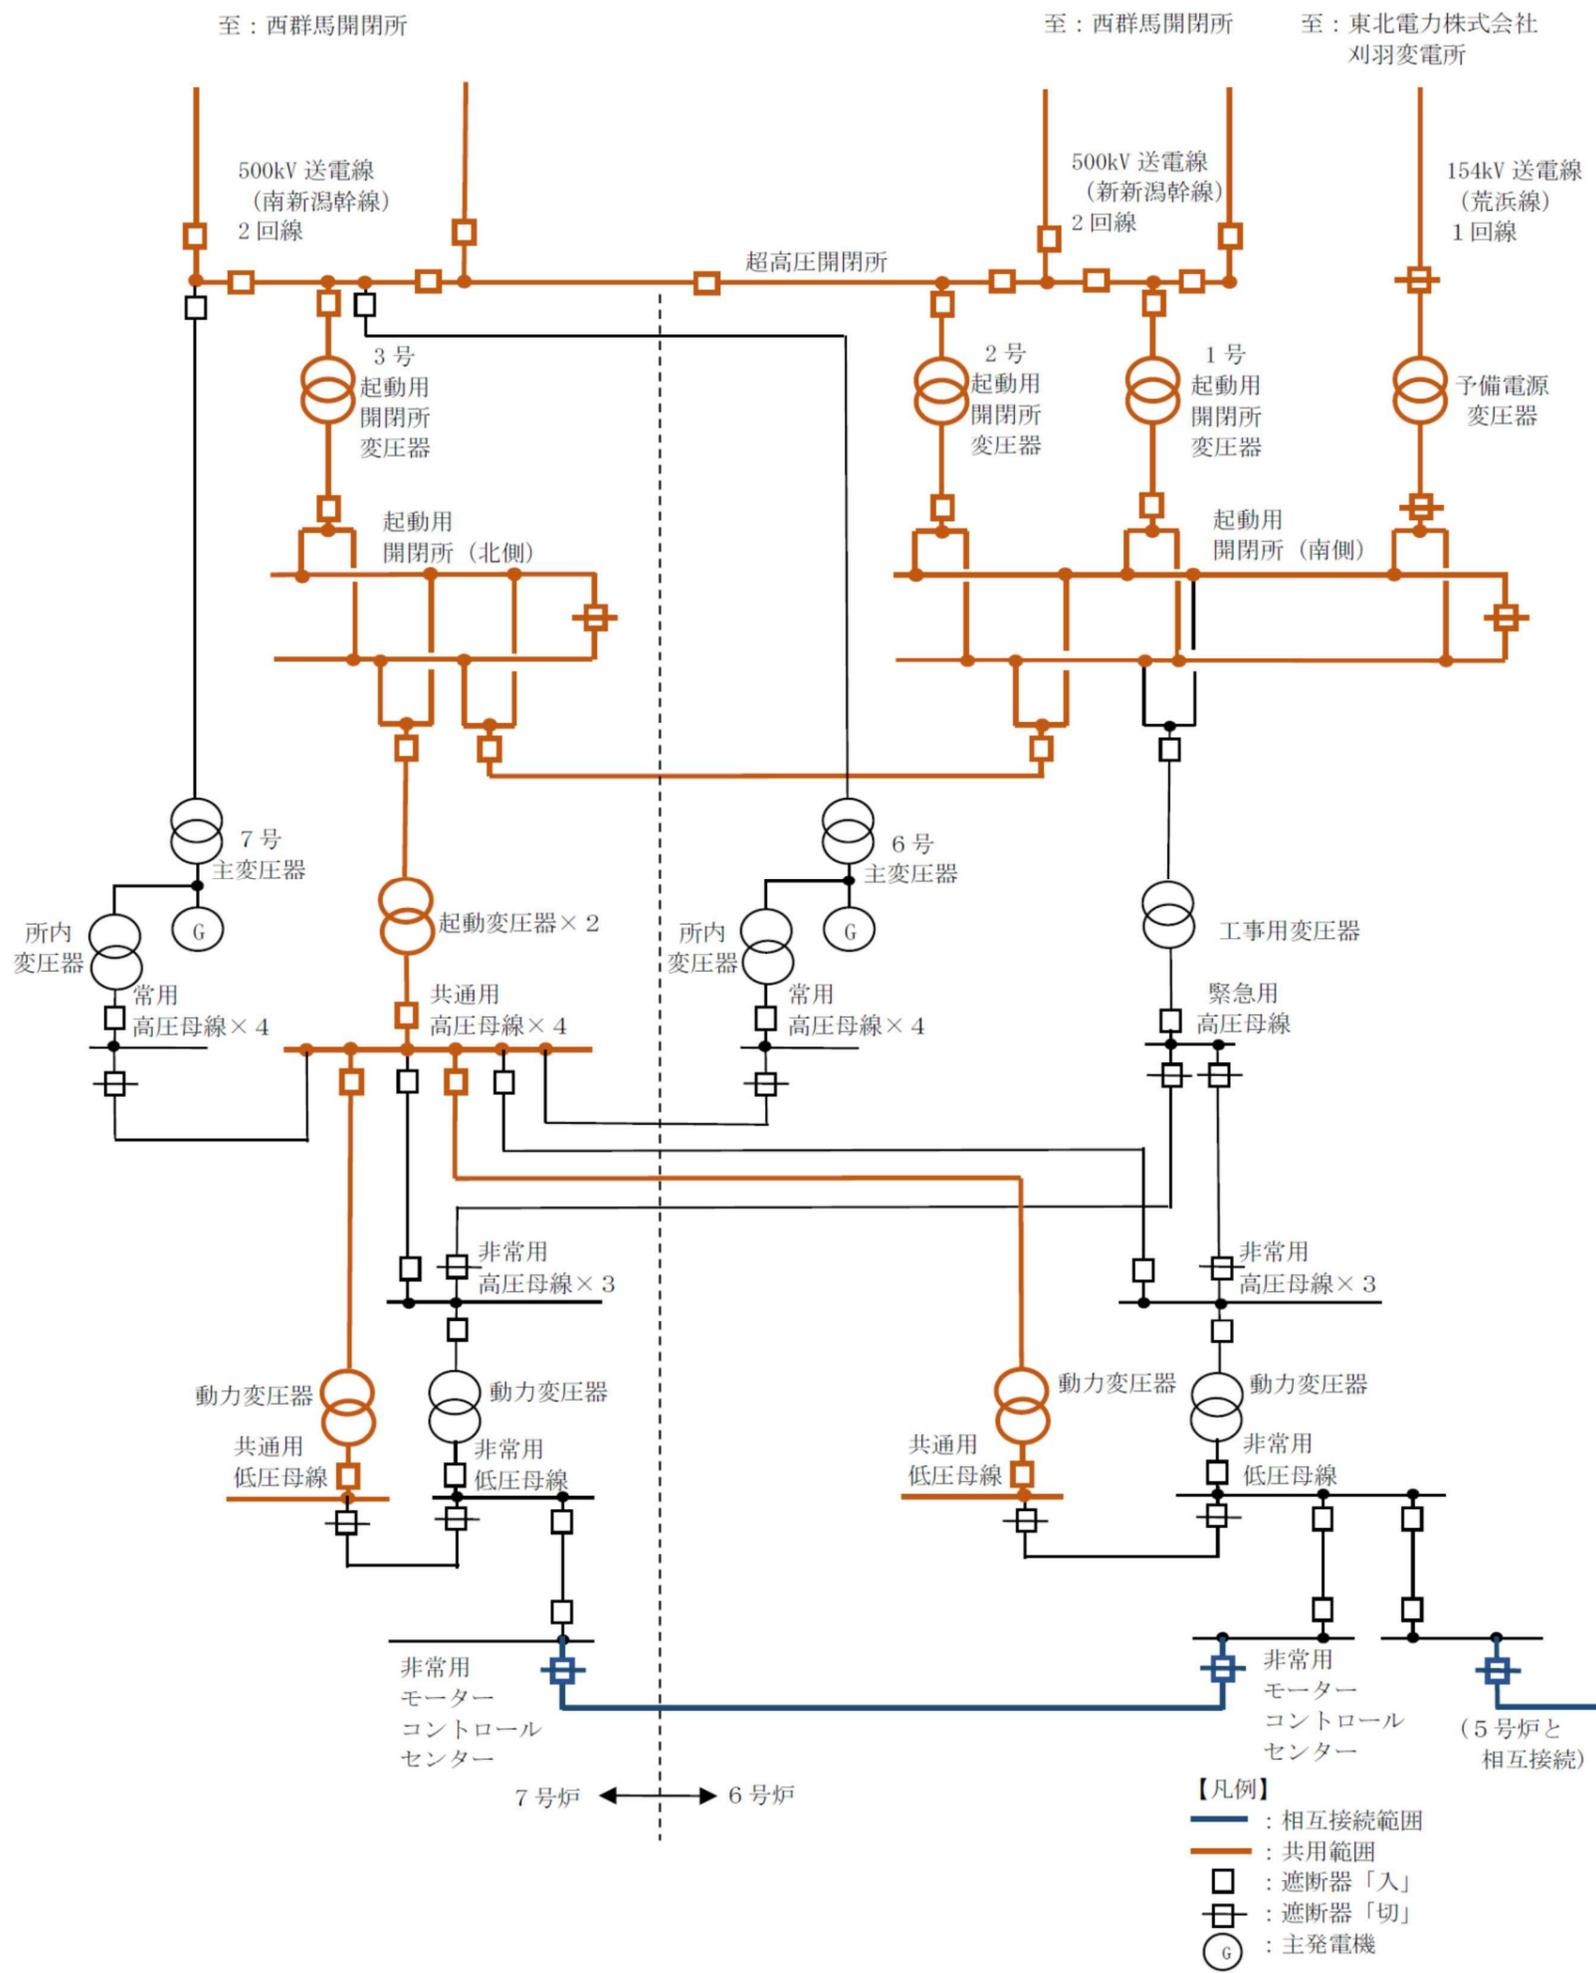 至：西群馬開閉所
至：西群馬開閉所
至：東北電力株式会社
刈羽変電所
500kV 送電線
（南新潟幹線）
2 回線
500kV 送電線
（新新潟幹線）
2 回線
154kV 送電線
（荒浜線）
1 回線
超高圧開閉所
3 号
起動用
開閉所
変圧器
2 号
起動用
開閉所
変圧器
1 号
起動用
開閉所
変圧器
予備電源
変圧器
起動用
開閉所（北側）
起動用
開閉所（南側）
7 号
主変圧器
6 号
主変圧器
所内
変圧器
G
起動変圧器×２
所内
変圧器
G
工事用変圧器
常用
高圧母線×４
共通用
高圧母線×４
常用
高圧母線×４
緊急用
高圧母線
非常用
高圧母線×３
非常用
高圧母線×３
動力変圧器
動力変圧器
動力変圧器
動力変圧器
共通用
低圧母線
非常用
低圧母線
共通用
低圧母線
非常用
低圧母線
非常用
モーター
コントロール
センター
非常用
モーター
コントロール
センター
（５号炉と
相互接続）
７号炉
６号炉
【凡例】
：相互接続範囲
：共用範囲
：遮断器「入」
：遮断器「切」
G
：主発電機